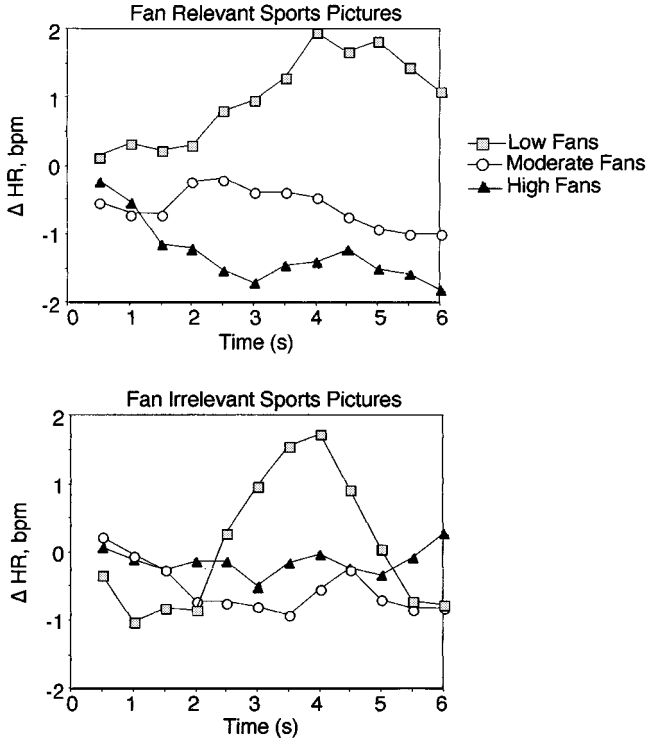 Fan Relevant Sports Pictures
2
1
0
-1
-2
Δ HR, bpm
0 1 2 3 4 5 6
Time (s)
Low Fans
Moderate Fans
High Fans
Fan Irrelevant Sports Pictures
2
1
0
-1
-2
Δ HR, bpm
0 1 2 3 4 5 6
Time (s)